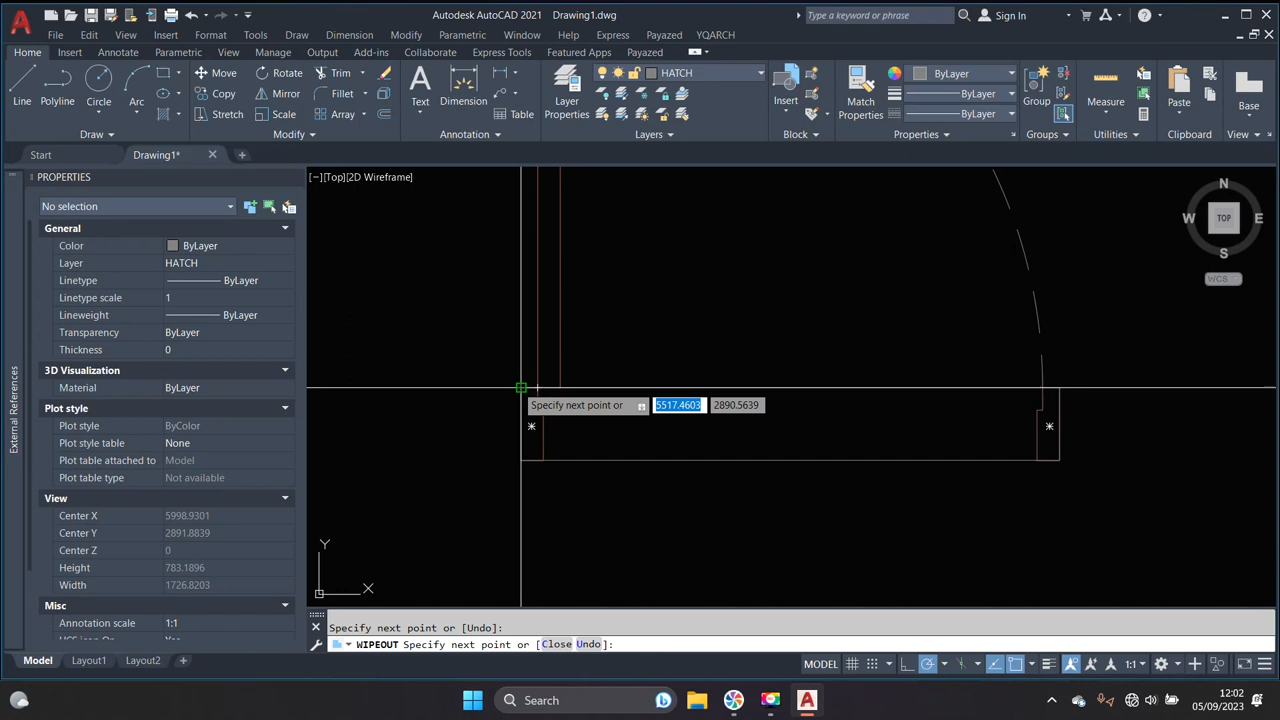 Autodesk AutoCAD 2021 Drawing1.dwg
Type a keyword or phrase
Sign In
File Edit View Insert Format Tools Draw Dimension Modify Parametric Window Help Express Payazed YQARCH
Home Insert Annotate Parametric View Manage Output Add-ins Collaborate Express Tools Featured Apps Payazed
Line Polyline Circle Arc
Move Rotate Trim
Copy Mirror Fillet
Stretch Scale Array
Text Dimension Table
Layer Properties
HATCH
Insert
Match Properties
ByLayer
ByLayer
ByLayer
Group Measure Paste Base
Draw Modify Annotation Layers Block Properties Groups Utilities Clipboard View
Start Drawing1*
PROPERTIES
[−][Top][2D Wireframe]
No selection
General
Color ByLayer
Layer HATCH
Linetype ByLayer
Linetype scale 1
Lineweight ByLayer
Transparency ByLayer
Thickness 0
3D Visualization
Material ByLayer
Plot style
Plot style ByColor
Plot style table None
Plot table attached to Model
Plot table type Not available
View
Center X 5998.9301
Center Y 2891.8839
Center Z 0
Height 783.1896
Width 1726.8203
Misc
Annotation scale 1:1
External References
N
W TOP E
S
WCS
Specify next point or 5517.4603 2890.5639
Y
X
Specify next point or [Undo]:
WIPEOUT Specify next point or [Close Undo]:
Model Layout1 Layout2
MODEL 1:1
Search
12:02
05/09/2023